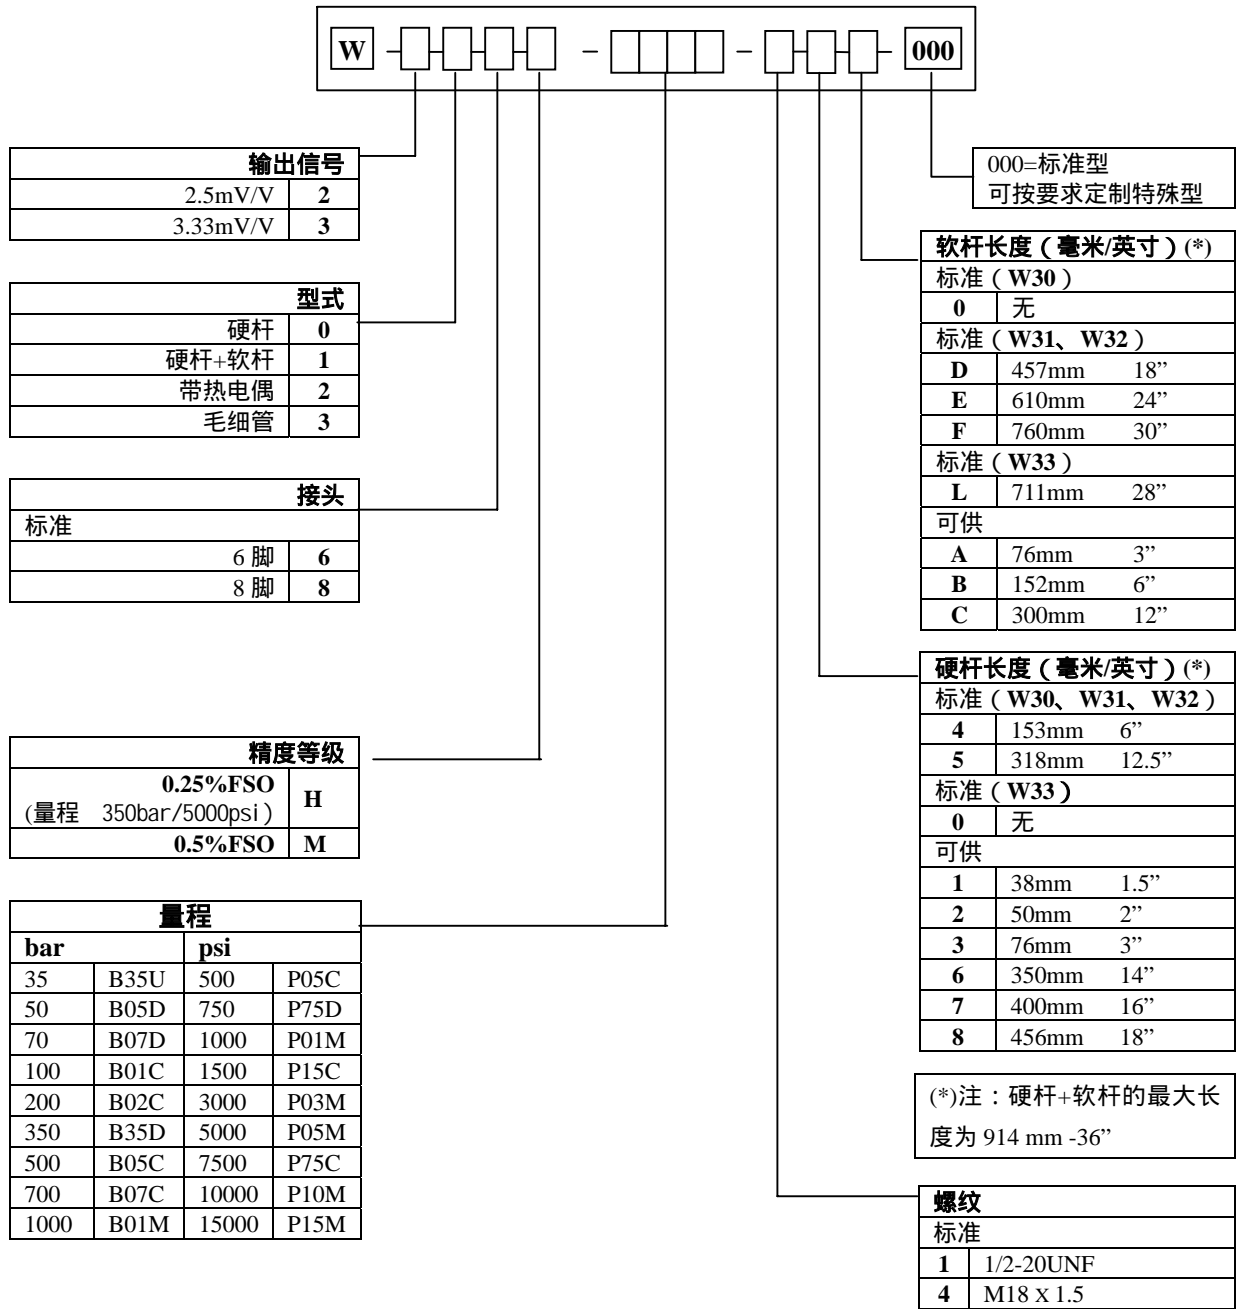 W - □ - □ - □ - □ - □□□□ - □ - □ - □ - 000
输出信号
2.5mV/V 2
3.33mV/V 3
型式
硬杆 0
硬杆+软杆 1
带热电偶 2
毛细管 3
接头
标准
6 脚 6
8 脚 8
精度等级
0.25%FSO H
(量程 350bar/5000psi)
0.5%FSO M
量程
bar psi
35 B35U 500 P05C
50 B05D 750 P75D
70 B07D 1000 P01M
100 B01C 1500 P15C
200 B02C 3000 P03M
350 B35D 5000 P05M
500 B05C 7500 P75C
700 B07C 10000 P10M
1000 B01M 15000 P15M
000=标准型
可按要求定制特殊型
软杆长度（毫米/英寸）(*)
标准（W30）
0 无
标准（W31、W32）
D 457mm 18”
E 610mm 24”
F 760mm 30”
标准（W33）
L 711mm 28”
可供
A 76mm 3”
B 152mm 6”
C 300mm 12”
硬杆长度（毫米/英寸）(*)
标准（W30、W31、W32）
4 153mm 6”
5 318mm 12.5”
标准（W33）
0 无
可供
1 38mm 1.5”
2 50mm 2”
3 76mm 3”
6 350mm 14”
7 400mm 16”
8 456mm 18”
(*)注：硬杆+软杆的最大长
度为 914 mm -36”
螺纹
标准
1 1/2-20UNF
4 M18 X 1.5